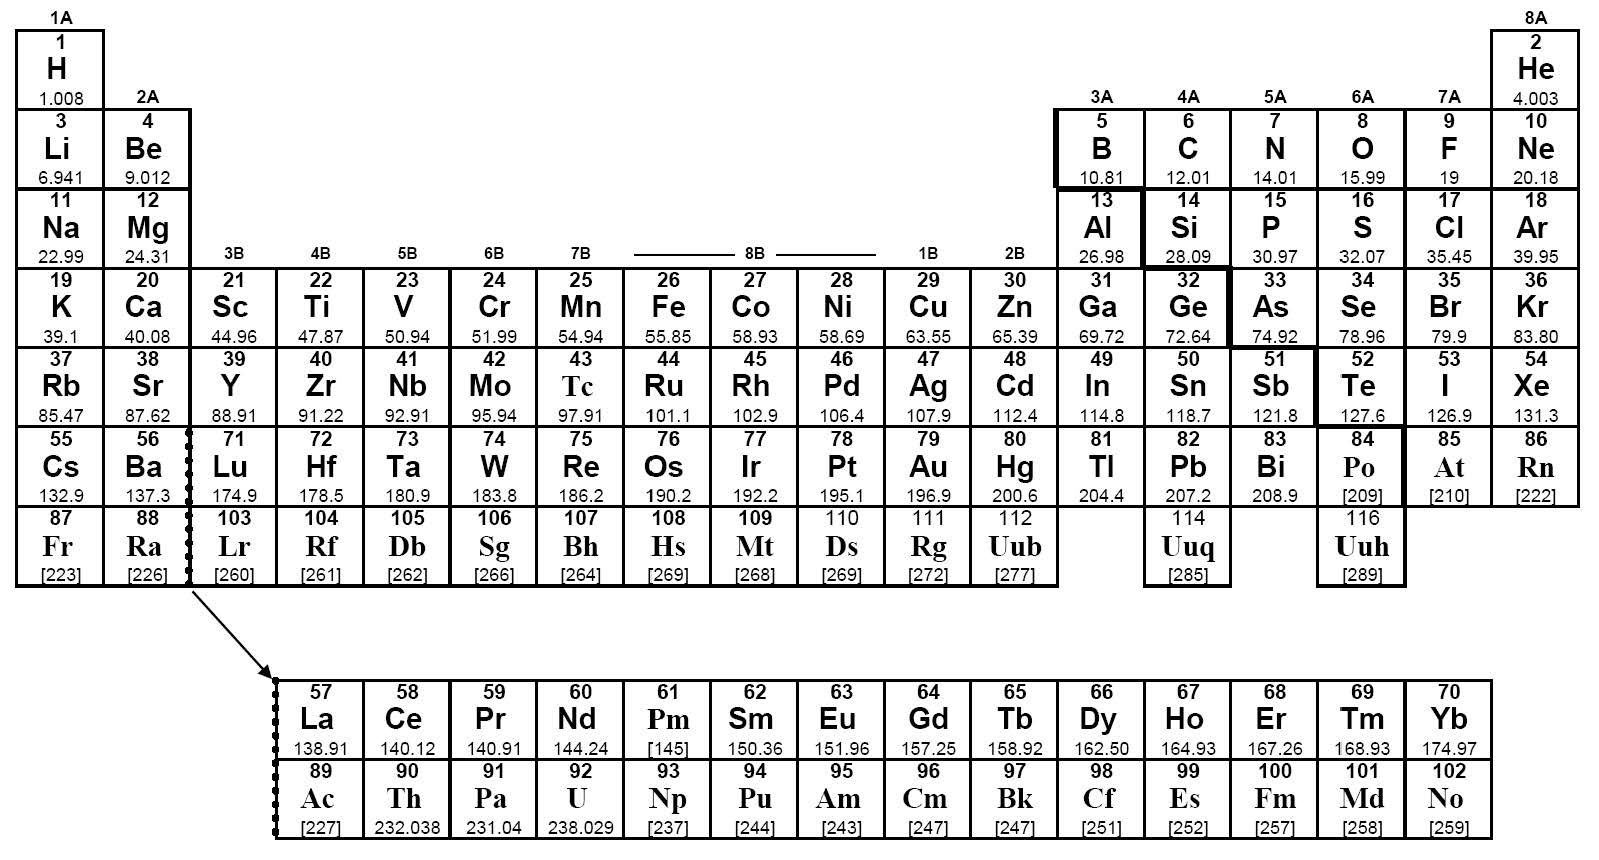 1A 8A
1 2
H He
1.008 2A 3A 4A 5A 6A 7A 4.003
3 4 5 6 7 8 9 10
Li Be B C N O F Ne
6.941 9.012 10.81 12.01 14.01 15.99 19 20.18
11 12 13 14 15 16 17 18
Na Mg Al Si P S Cl Ar
22.99 24.31 3B 4B 5B 6B 7B 8B 1B 2B 26.98 28.09 30.97 32.07 35.45 39.95
19 20 21 22 23 24 25 26 27 28 29 30 31 32 33 34 35 36
K Ca Sc Ti V Cr Mn Fe Co Ni Cu Zn Ga Ge As Se Br Kr
39.1 40.08 44.96 47.87 50.94 51.99 54.94 55.85 58.93 58.69 63.55 65.39 69.72 72.64 74.92 78.96 79.9 83.80
37 38 39 40 41 42 43 44 45 46 47 48 49 50 51 52 53 54
Rb Sr Y Zr Nb Mo Tc Ru Rh Pd Ag Cd In Sn Sb Te I Xe
85.47 87.62 88.91 91.22 92.91 95.94 97.91 101.1 102.9 106.4 107.9 112.4 114.8 118.7 121.8 127.6 126.9 131.3
55 56 71 72 73 74 75 76 77 78 79 80 81 82 83 84 85 86
Cs Ba Lu Hf Ta W Re Os Ir Pt Au Hg Tl Pb Bi Po At Rn
132.9 137.3 174.9 178.5 180.9 183.8 186.2 190.2 192.2 195.1 196.9 200.6 204.4 207.2 208.9 [209] [210] [222]
87 88 103 104 105 106 107 108 109 110 111 112 114 116
Fr Ra Lr Rf Db Sg Bh Hs Mt Ds Rg Uub Uuq Uuh
[223] [226] [260] [261] [262] [266] [264] [269] [268] [269] [272] [277] [285] [289]
57 58 59 60 61 62 63 64 65 66 67 68 69 70
La Ce Pr Nd Pm Sm Eu Gd Tb Dy Ho Er Tm Yb
138.91 140.12 140.91 144.24 [145] 150.36 151.96 157.25 158.92 162.50 164.93 167.26 168.93 174.97
89 90 91 92 93 94 95 96 97 98 99 100 101 102
Ac Th Pa U Np Pu Am Cm Bk Cf Es Fm Md No
[227] 232.038 231.04 238.029 [237] [244] [243] [247] [247] [251] [252] [257] [258] [259]